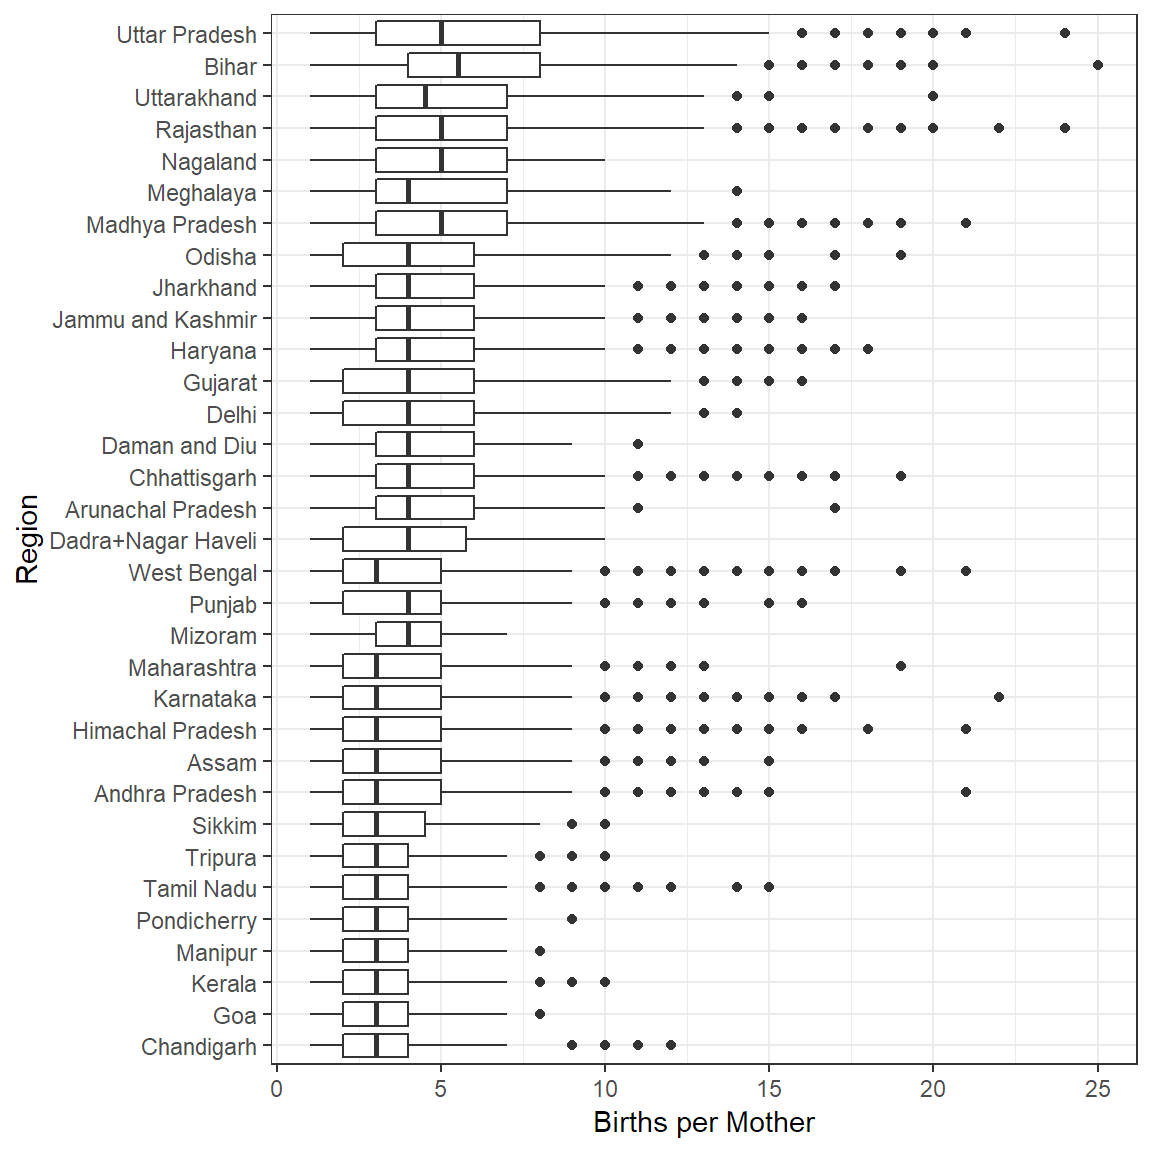 Region
Uttar Pradesh
Bihar
Uttarakhand
Rajasthan
Nagaland
Meghalaya
Madhya Pradesh
Odisha
Jharkhand
Jammu and Kashmir
Haryana
Gujarat
Delhi
Daman and Diu
Chhattisgarh
Arunachal Pradesh
Dadra+Nagar Haveli
West Bengal
Punjab
Mizoram
Maharashtra
Karnataka
Himachal Pradesh
Assam
Andhra Pradesh
Sikkim
Tripura
Tamil Nadu
Pondicherry
Manipur
Kerala
Goa
Chandigarh
0 5 10 15 20 25
Births per Mother